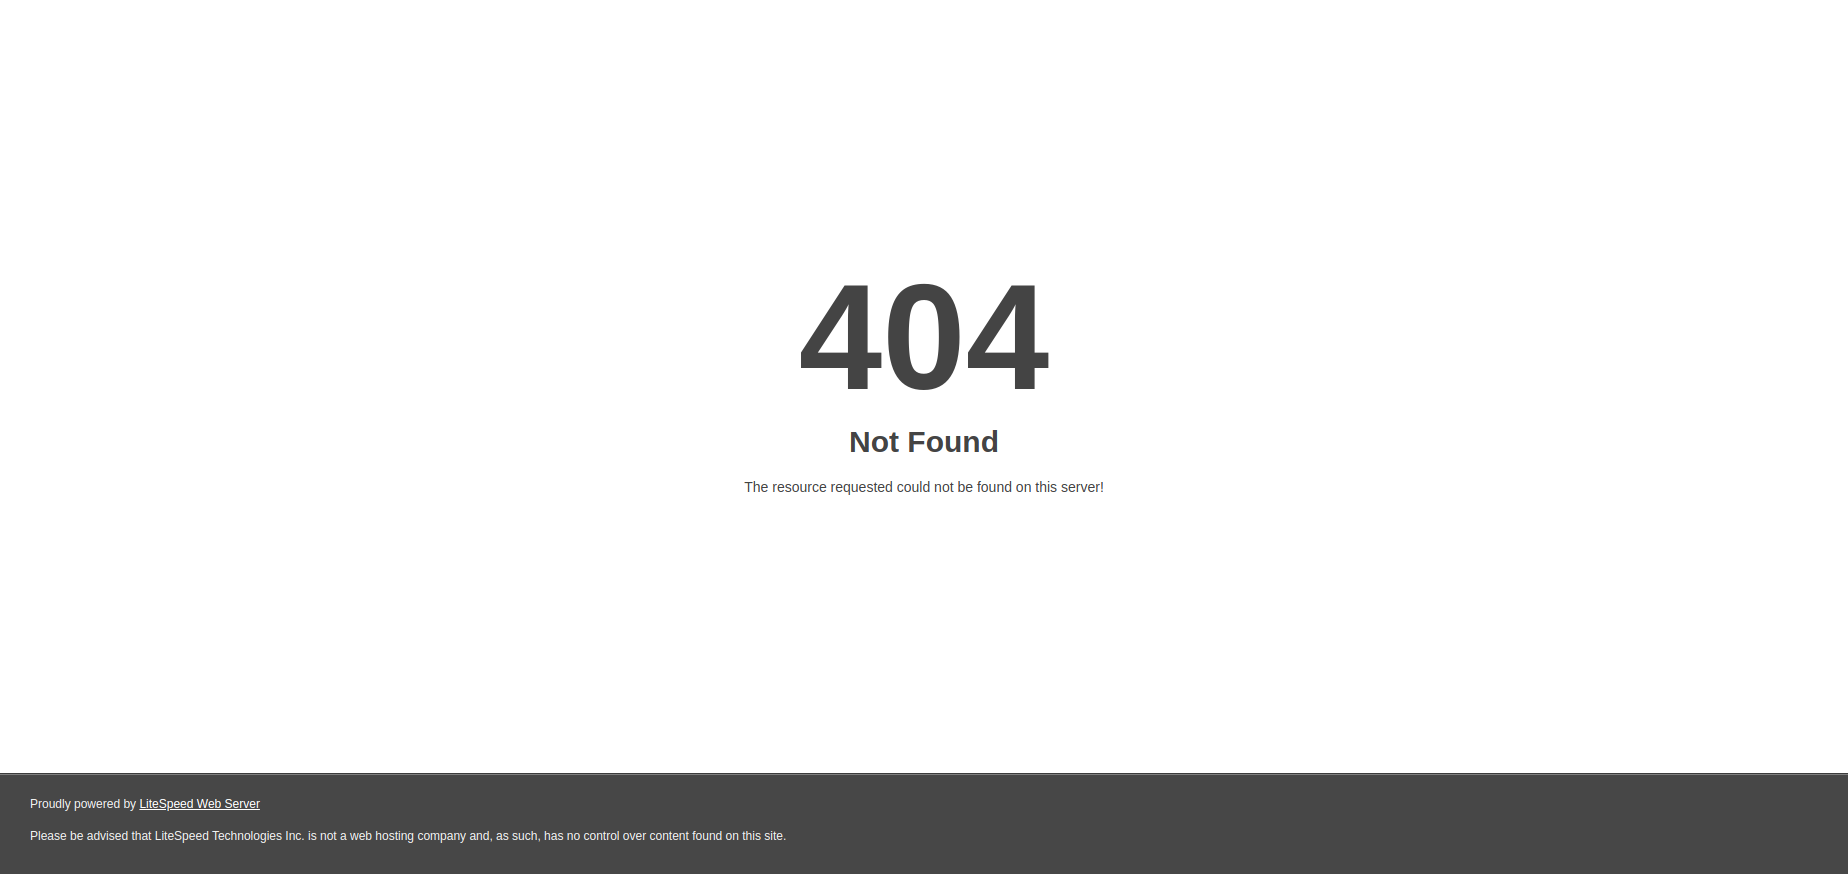 404
Not Found
The resource requested could not be found on this server!
Proudly powered by LiteSpeed Web Server
Please be advised that LiteSpeed Technologies Inc. is not a web hosting company and, as such, has no control over content found on this site.